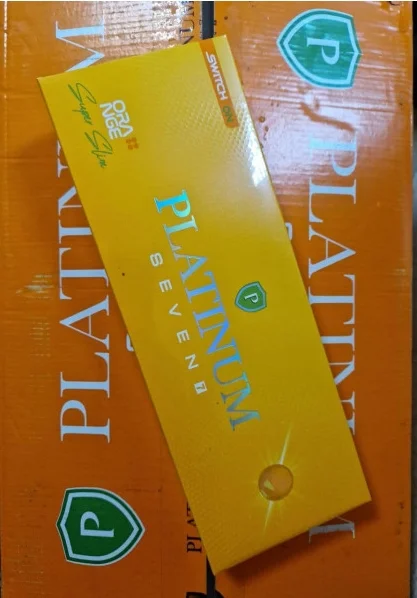 SWITCH ON
ORA
NGE
Super Slim
PLATINUM
SEVEN 7
P
PLATINUM
P
PLATINUM
P